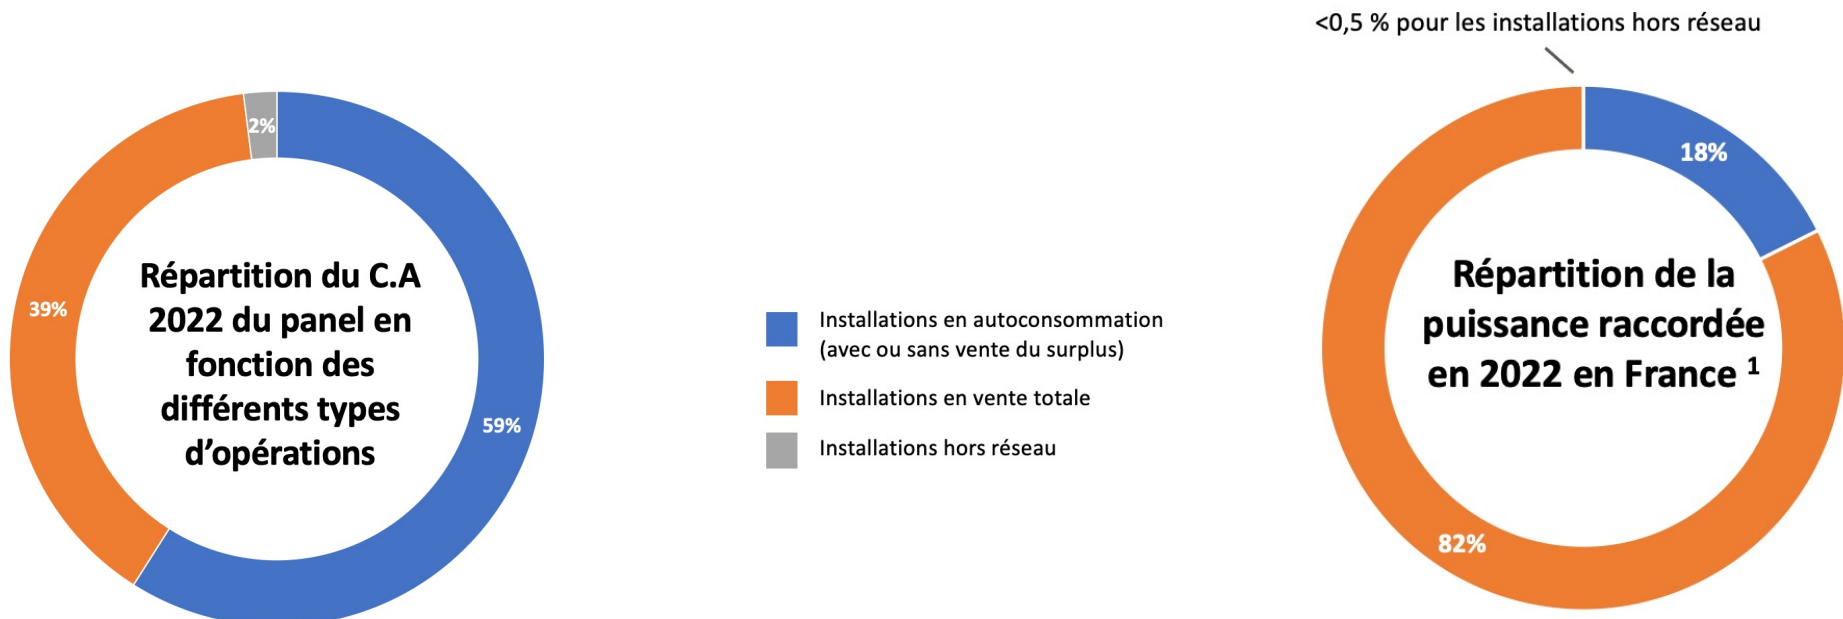 <0,5 % pour les installations hors réseau
2%
39%
59%
Répartition du C.A
2022 du panel en
fonction des
différents types
d’opérations
Installations en autoconsommation
(avec ou sans vente du surplus)
Installations en vente totale
Installations hors réseau
18%
82%
Répartition de la
puissance raccordée
en 2022 en France ¹